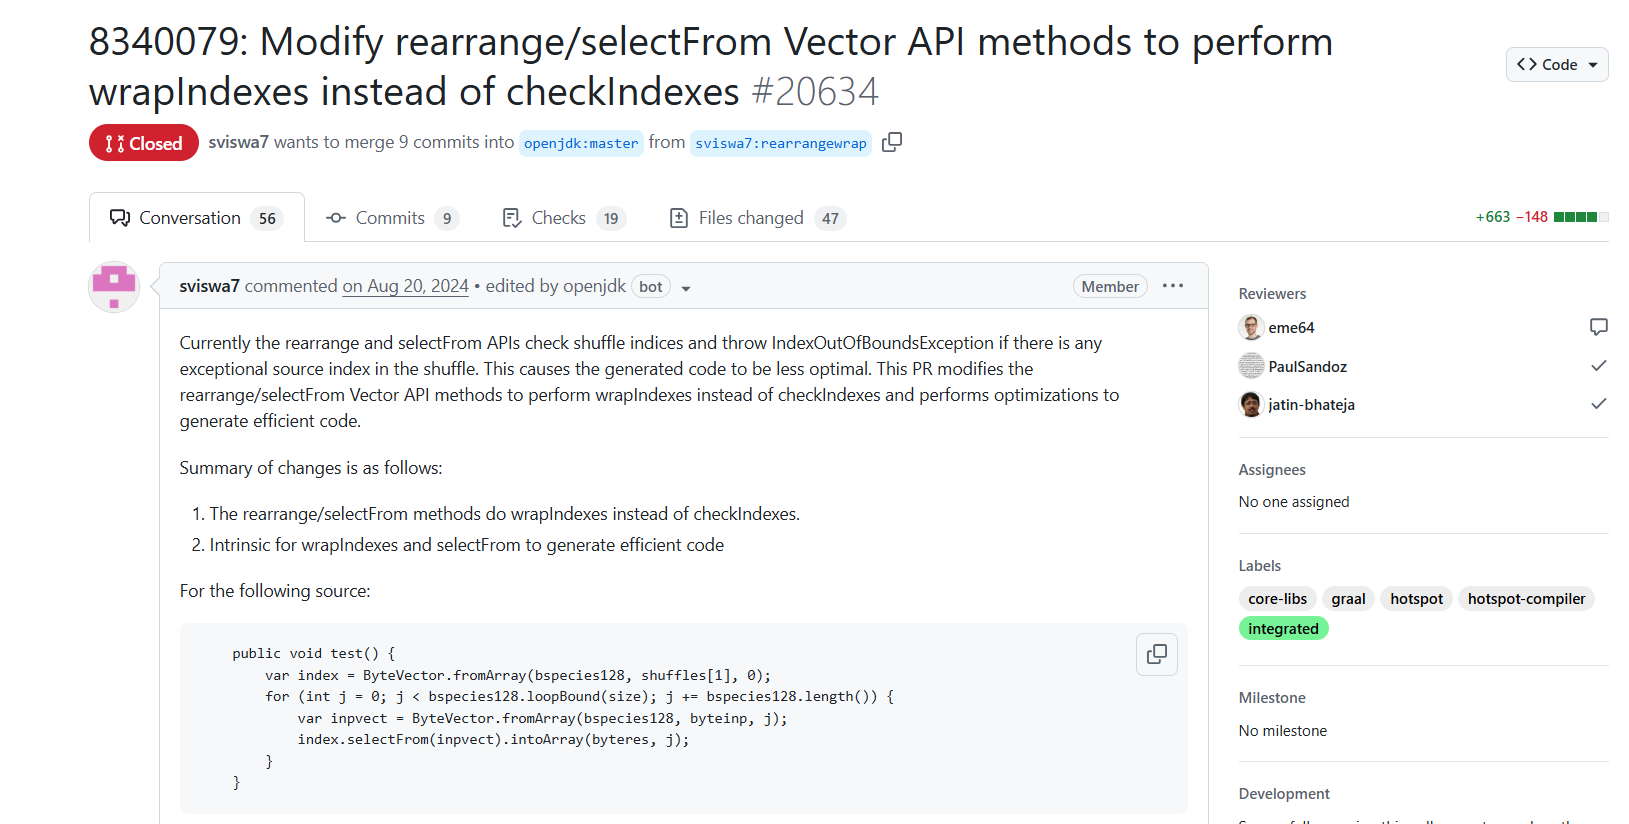 8340079: Modify rearrange/selectFrom Vector API methods to perform
wrapIndexes instead of checkIndexes #20634
Code
Closed sviswa7 wants to merge 9 commits into openjdk:master from sviswa7:rearrangewrap
Conversation 56 Commits 9 Checks 19 Files changed 47
+663 −148
sviswa7 commented on Aug 20, 2024 • edited by openjdk bot
Member
Currently the rearrange and selectFrom APIs check shuffle indices and throw IndexOutOfBoundsException if there is any
exceptional source index in the shuffle. This causes the generated code to be less optimal. This PR modifies the
rearrange/selectFrom Vector API methods to perform wrapIndexes instead of checkIndexes and performs optimizations to
generate efficient code.
Summary of changes is as follows:
1. The rearrange/selectFrom methods do wrapIndexes instead of checkIndexes.
2. Intrinsic for wrapIndexes and selectFrom to generate efficient code
For the following source:
public void test() {
var index = ByteVector.fromArray(bspecies128, shuffles[1], 0);
for (int j = 0; j < bspecies128.loopBound(size); j += bspecies128.length()) {
var inpvect = ByteVector.fromArray(bspecies128, byteinp, j);
index.selectFrom(inpvect).intoArray(byteres, j);
}
}
Reviewers
eme64
PaulSandoz
jatin-bhateja
Assignees
No one assigned
Labels
core-libs graal hotspot hotspot-compiler
integrated
Milestone
No milestone
Development